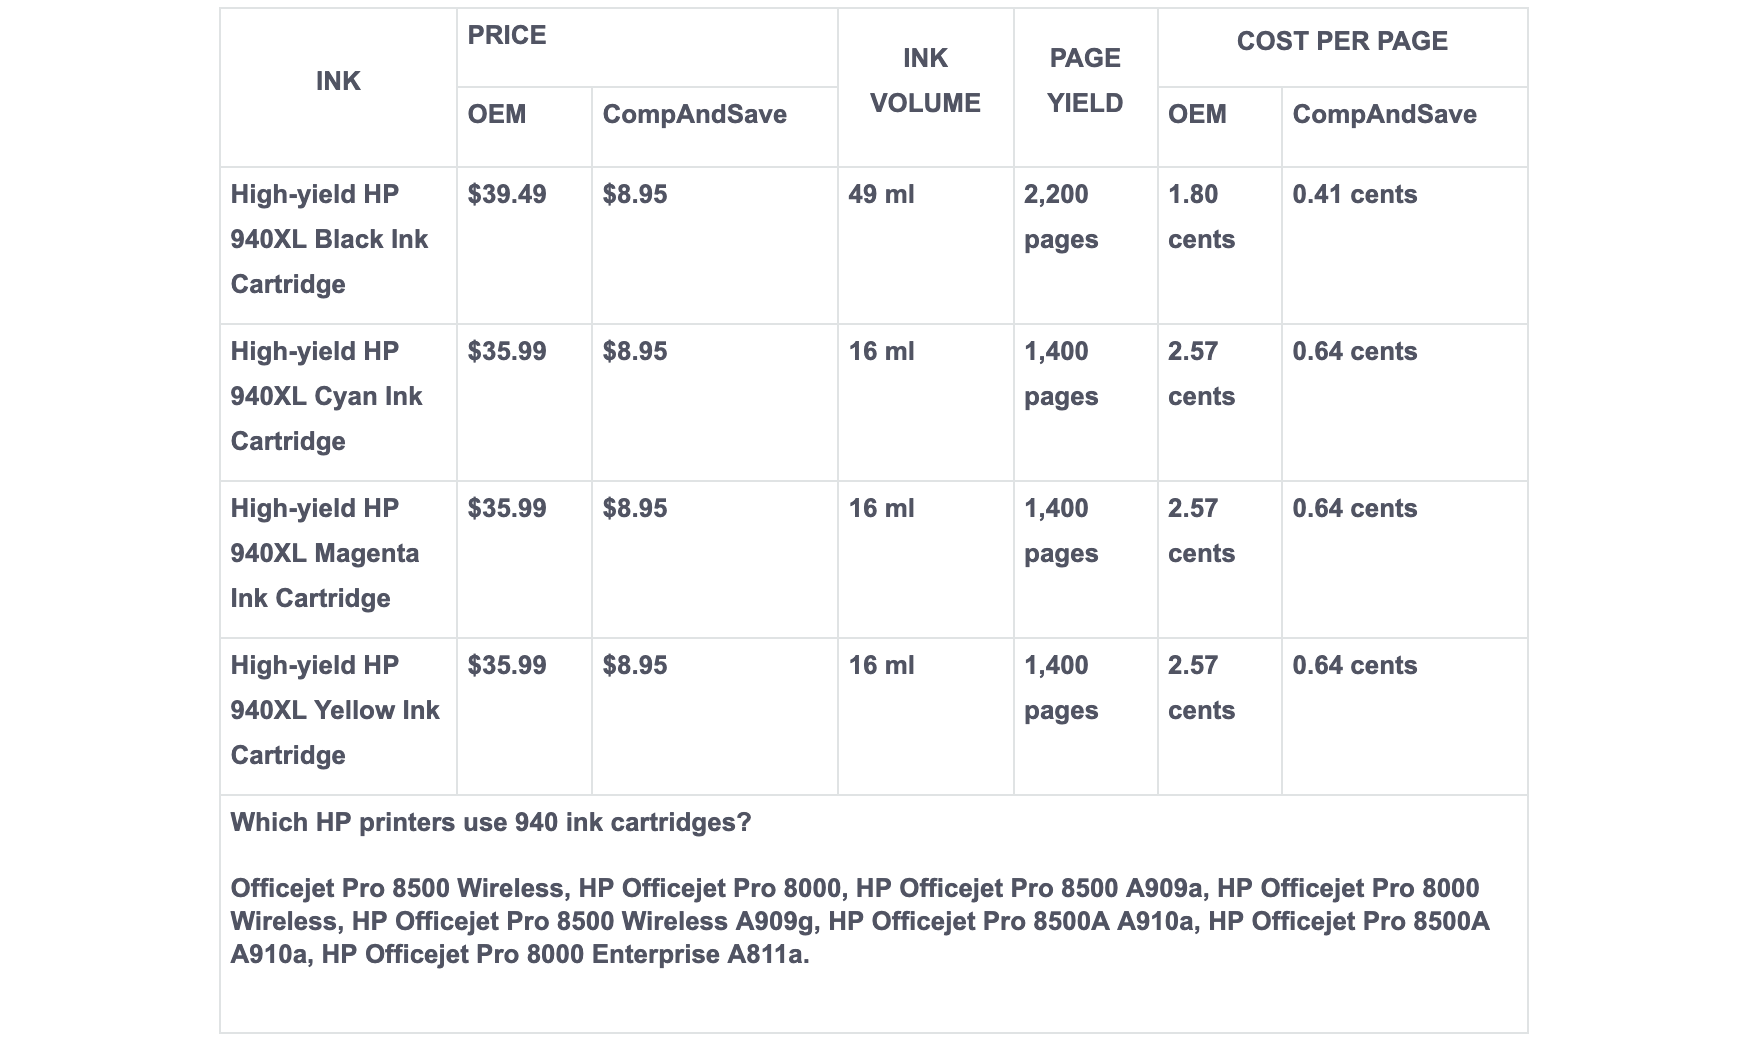 INK
PRICE
INK
VOLUME
PAGE
YIELD
COST PER PAGE
OEM
CompAndSave
OEM
CompAndSave
High-yield HP
940XL Black Ink
Cartridge
$39.49
$8.95
49 ml
2,200
pages
1.80
cents
0.41 cents
High-yield HP
940XL Cyan Ink
Cartridge
$35.99
$8.95
16 ml
1,400
pages
2.57
cents
0.64 cents
High-yield HP
940XL Magenta
Ink Cartridge
$35.99
$8.95
16 ml
1,400
pages
2.57
cents
0.64 cents
High-yield HP
940XL Yellow Ink
Cartridge
$35.99
$8.95
16 ml
1,400
pages
2.57
cents
0.64 cents
Which HP printers use 940 ink cartridges?
Officejet Pro 8500 Wireless, HP Officejet Pro 8000, HP Officejet Pro 8500 A909a, HP Officejet Pro 8000
Wireless, HP Officejet Pro 8500 Wireless A909g, HP Officejet Pro 8500A A910a, HP Officejet Pro 8500A
A910a, HP Officejet Pro 8000 Enterprise A811a.